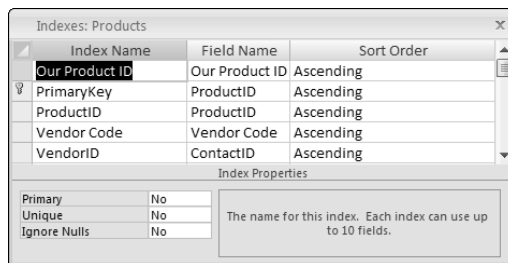 Indexes: Products
Index Name Field Name Sort Order
Our Product ID Our Product ID Ascending
PrimaryKey ProductID Ascending
ProductID ProductID Ascending
Vendor Code Vendor Code Ascending
VendorID ContactID Ascending
Index Properties
Primary No
Unique No
Ignore Nulls No
The name for this index. Each index can use up
to 10 fields.